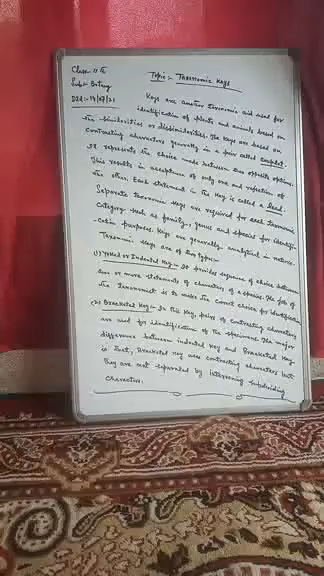 Class:- 11th
Sub:- Botany
Dtd:- 14/07/21
Topic:- Taxonomic Keys
Keys are another taxonomic aid used for
identification of plants and animals based on
the similarities or dissimilarities. The keys are based on
contrasting characters generally in a pair called couplet.
It represents the choice made between two opposite options.
This results in acceptance of only one and rejection of
the other. Each statement in the key is called a lead.
Separate taxonomic keys are required for each taxonomic
category such as family, genus and species for identifi-
-cation purposes. Keys are generally analytical in nature.
Taxonomic keys are of two types:-
(i) Yoked or Indented Key:- It provides sequence of choice between
two or more statements of characters of a species. The job of
the taxonomist is to make the correct choice for identification
(ii) Bracketed Key:- In this key, pairs of contrasting characters
are used for identification of the specimen. The major
difference between indented key and Bracketed Key
is that, Bracketed key uses contrasting characters but
they are not separated by intervening subdividing
characters.